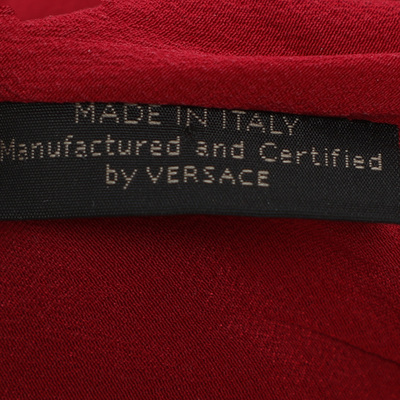 MADE IN ITALY
Manufactured and Certified
by VERSACE